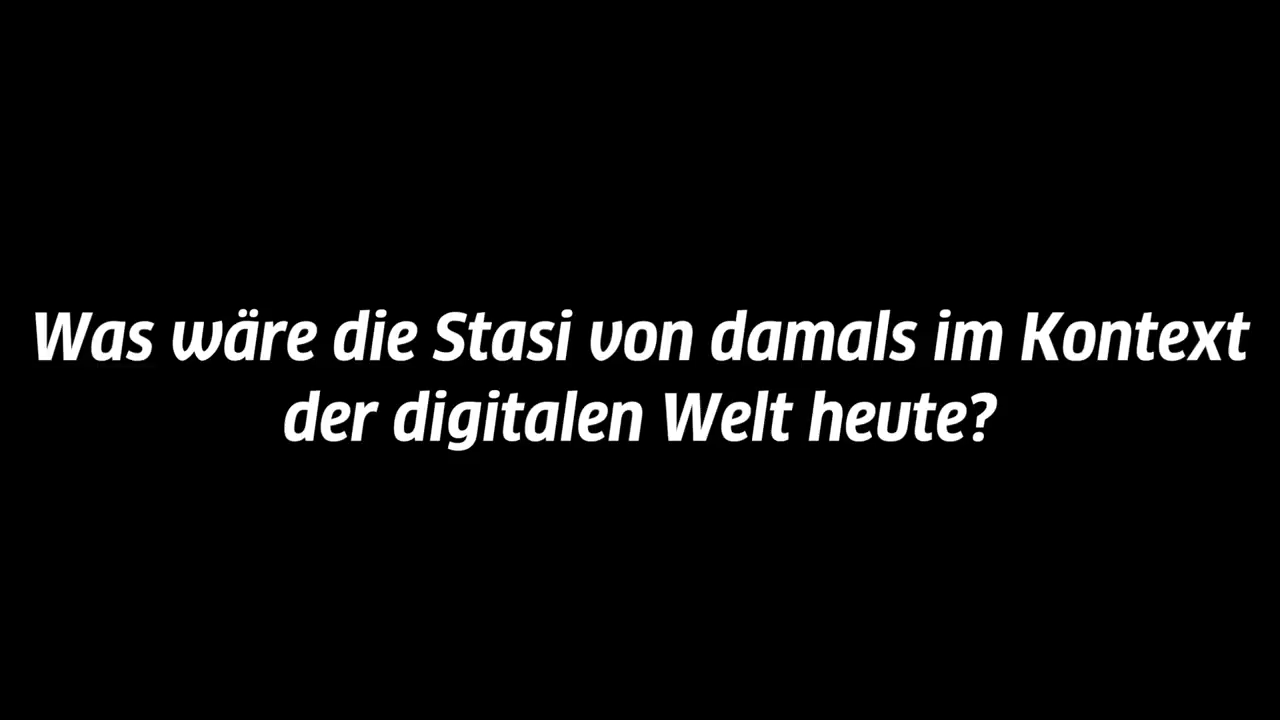 Was wäre die Stasi von damals im Kontext
der digitalen Welt heute?